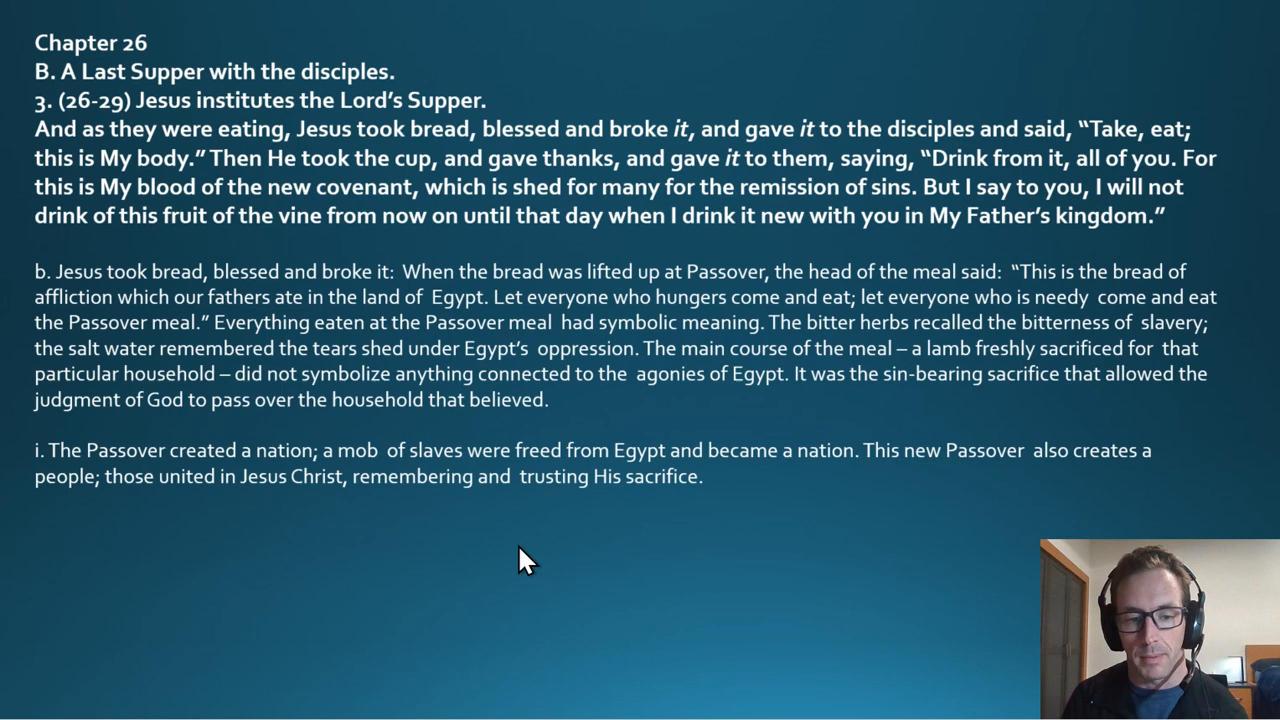 Chapter 26
B. A Last Supper with the disciples.
3. (26-29) Jesus institutes the Lord’s Supper.
And as they were eating, Jesus took bread, blessed and broke it, and gave it to the disciples and said, “Take, eat;
this is My body.” Then He took the cup, and gave thanks, and gave it to them, saying, “Drink from it, all of you. For
this is My blood of the new covenant, which is shed for many for the remission of sins. But I say to you, I will not
drink of this fruit of the vine from now on until that day when I drink it new with you in My Father’s kingdom.”
b. Jesus took bread, blessed and broke it: When the bread was lifted up at Passover, the head of the meal said: “This is the bread of
affliction which our fathers ate in the land of Egypt. Let everyone who hungers come and eat; let everyone who is needy come and eat
the Passover meal.” Everything eaten at the Passover meal had symbolic meaning. The bitter herbs recalled the bitterness of slavery;
the salt water remembered the tears shed under Egypt’s oppression. The main course of the meal – a lamb freshly sacrificed for that
particular household – did not symbolize anything connected to the agonies of Egypt. It was the sin-bearing sacrifice that allowed the
judgment of God to pass over the household that believed.
i. The Passover created a nation; a mob of slaves were freed from Egypt and became a nation. This new Passover also creates a
people; those united in Jesus Christ, remembering and trusting His sacrifice.